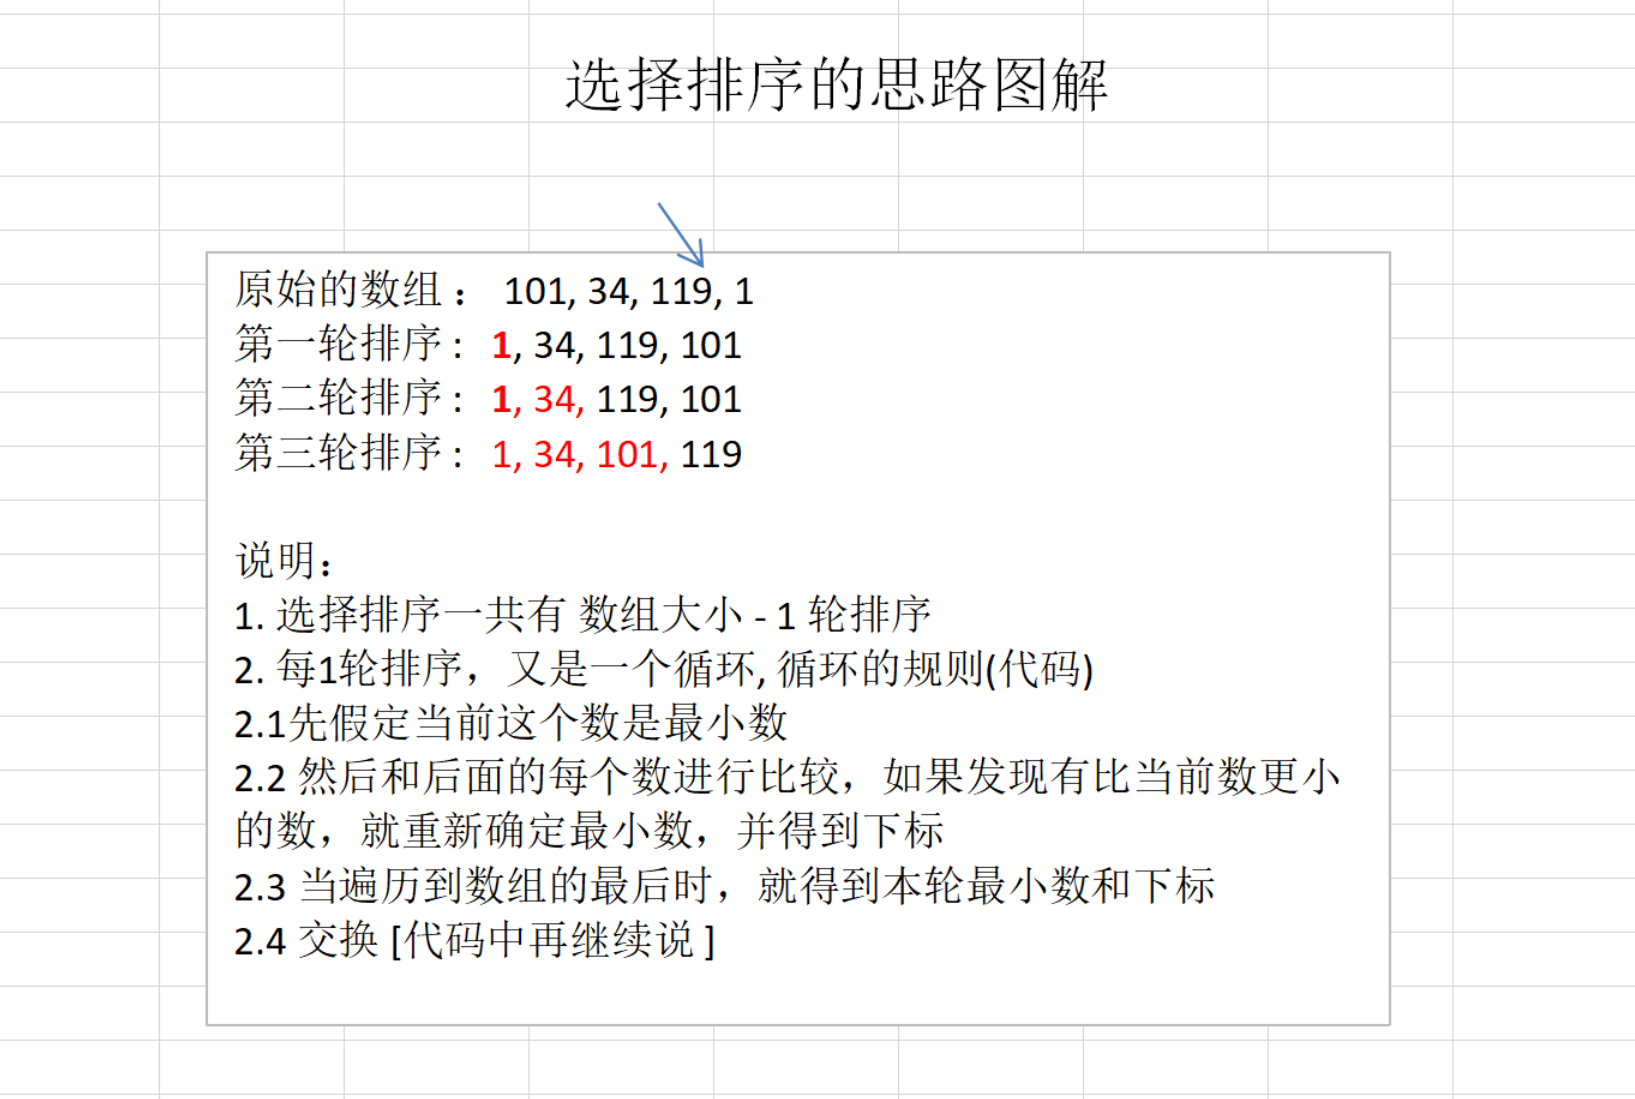 选择排序的思路图解
原始的数组： 101, 34, 119, 1
第一轮排序： 1, 34, 119, 101
第二轮排序： 1, 34, 119, 101
第三轮排序： 1, 34, 101, 119
说明：
1. 选择排序一共有 数组大小 - 1 轮排序
2. 每1轮排序，又是一个循环, 循环的规则(代码)
2.1先假定当前这个数是最小数
2.2 然后和后面的每个数进行比较，如果发现有比当前数更小
的数，就重新确定最小数，并得到下标
2.3 当遍历到数组的最后时，就得到本轮最小数和下标
2.4 交换 [代码中再继续说 ]